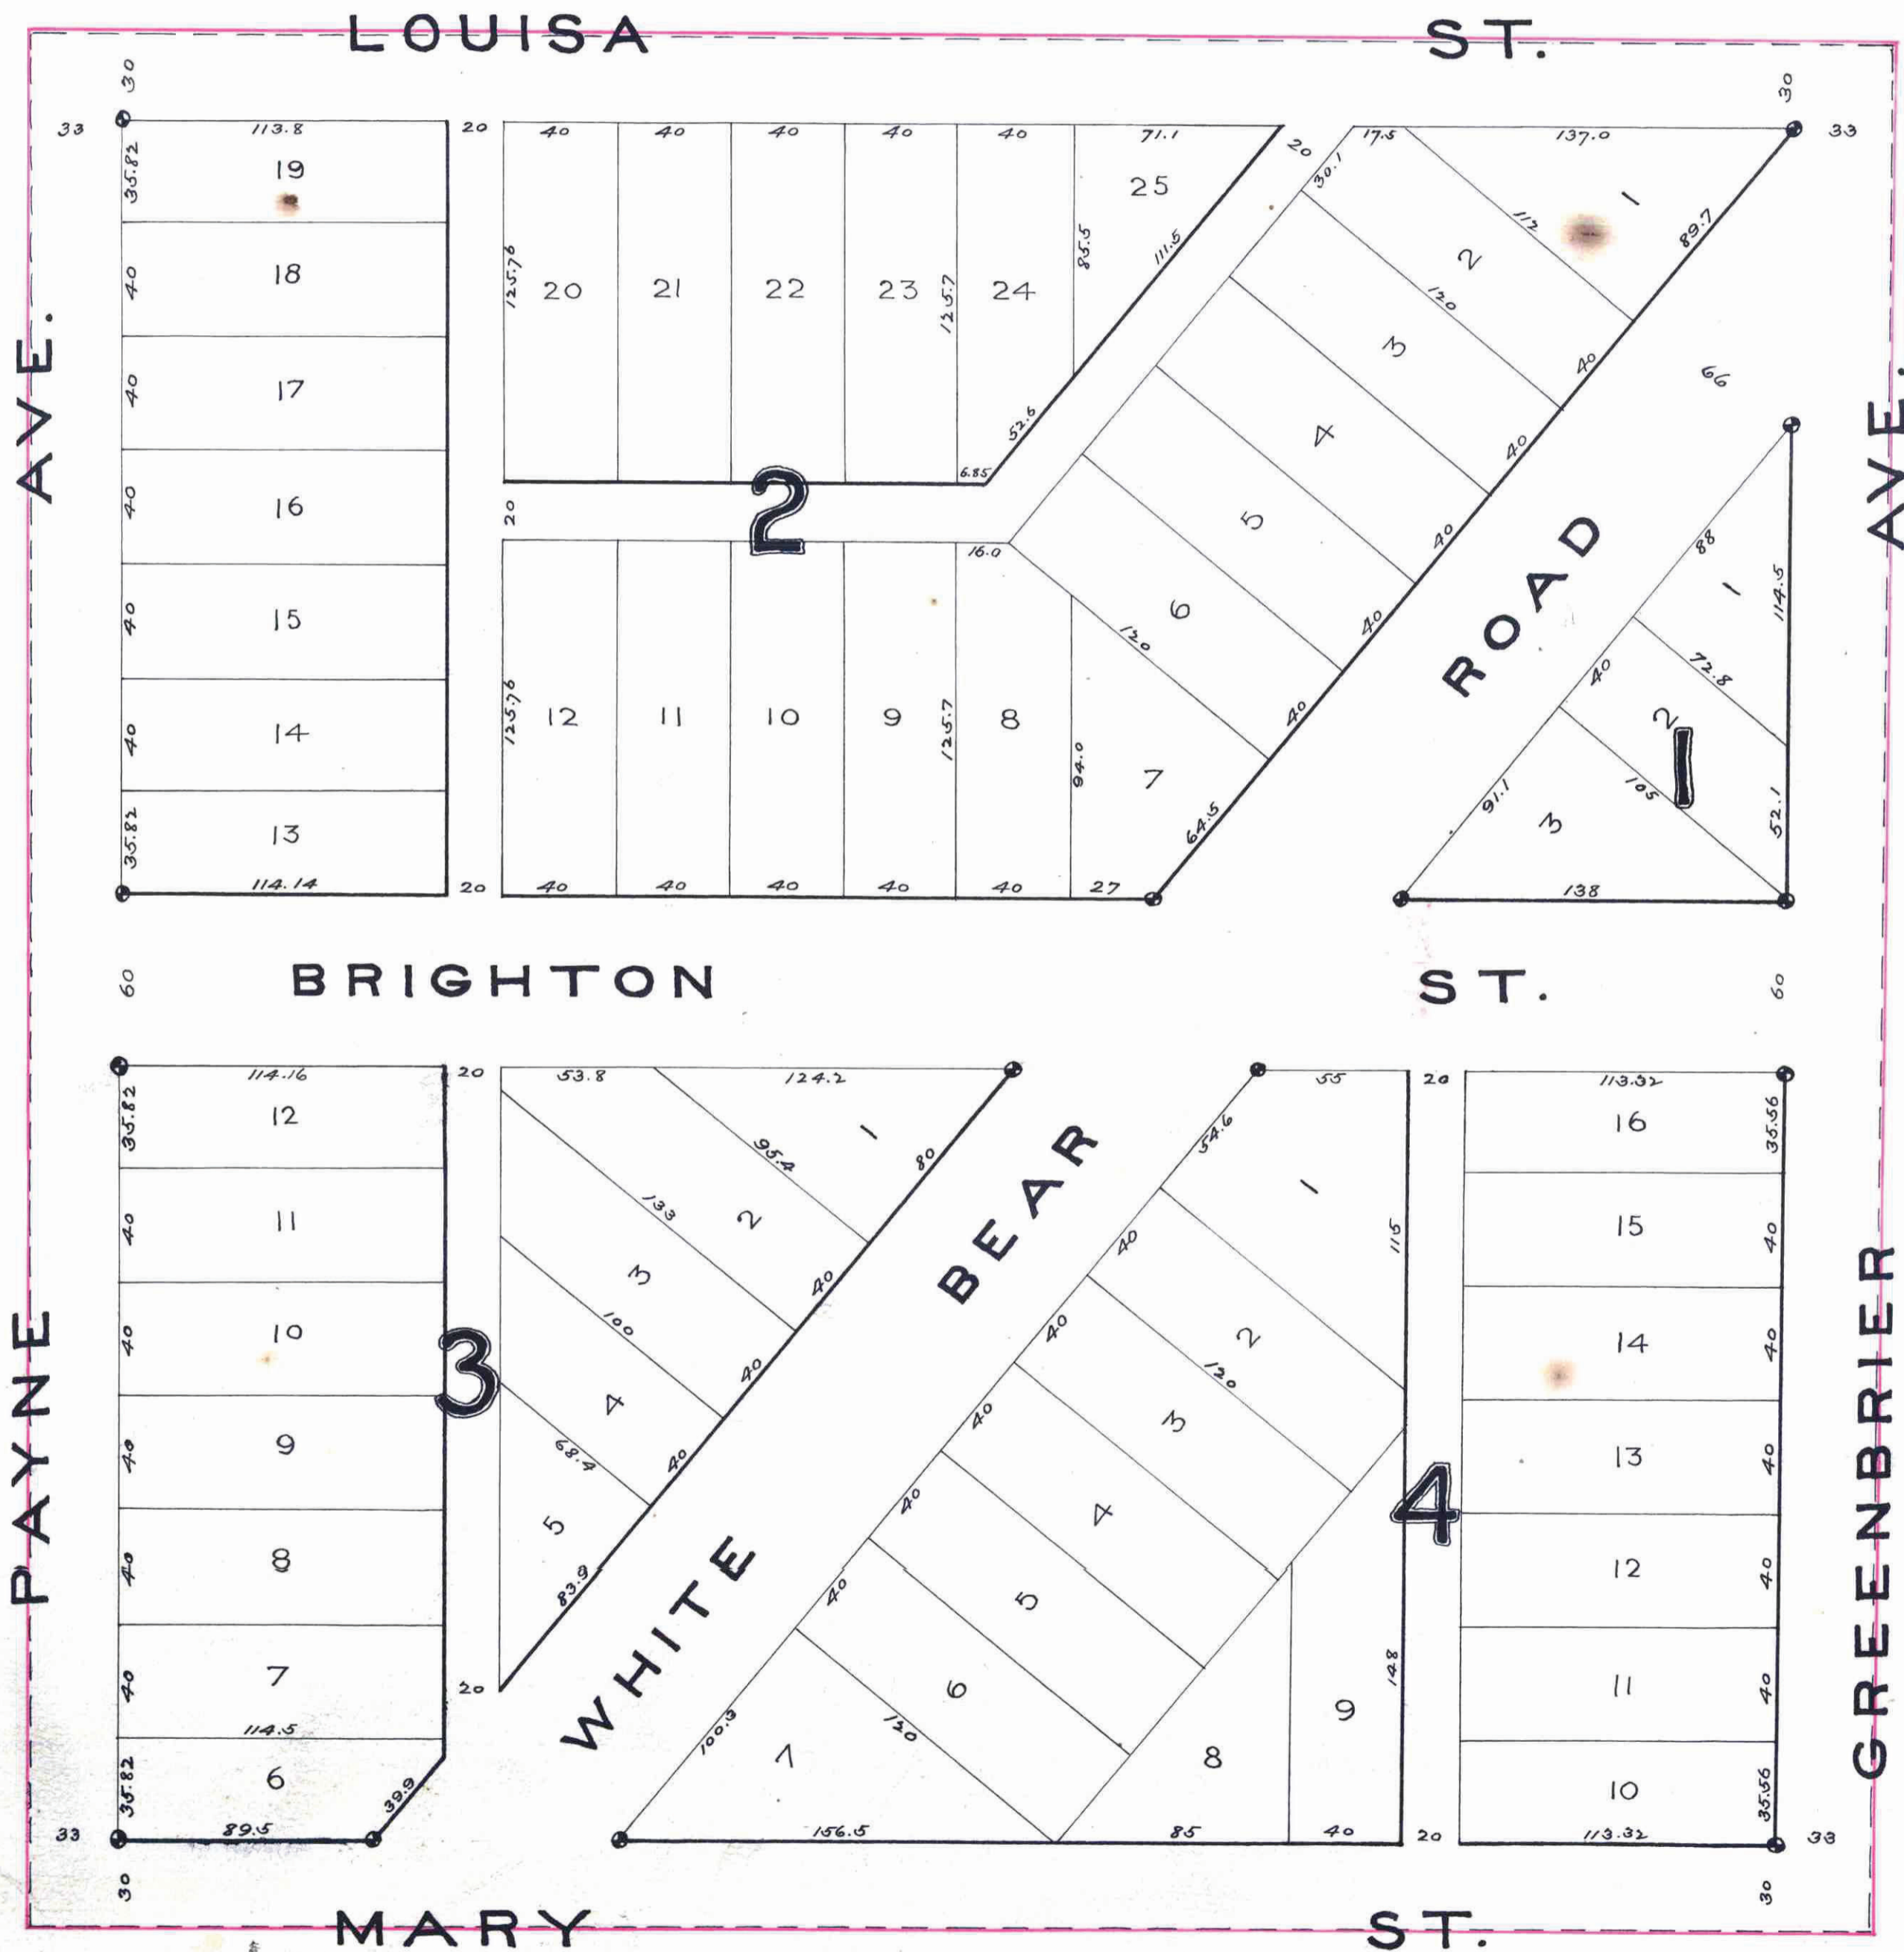 LOUISA ST.
30 30
33 113.8 20 40 40 40 40 40 71.1 20 17.5 137.0 33
35.82 19 25 30.1 1
112 89.7
40 18 125.76 20 21 22 23 125.7 24 85.5 111.5 2
120
AVE. 40 17 52.6 3 40 66 AVE.
4 40
40 16 20 2 6.85 5 40 ROAD 88
16.0 1 114.5
40 15 6 40 40 72.8
120
40 14 125.76 12 11 10 9 125.7 8 94.0 7 40 2 1
105
35.82 13 64.5 91.1 3 52.1
114.14 20 40 40 40 40 40 27 138
60 BRIGHTON ST. 60
114.16 20 53.8 124.2 55 20 113.32
35.82 12 95.4 1 80 54.6 16 35.56
40 11 133 2 BEAR 40 1 115 15 40
3 40
PAYNE 40 10 3 100 40 40 2 14 40 GREENBRIER
120
40 9 68.4 4 40 40 3 13 40
40 8 5 83.9 WHITE 40 4 4 12 40
40 5
40 7 20 6 9 148 11 40
114.5 100.3 120
35.82 6 39.9 7 8 10 35.56
33 89.5 156.5 85 40 20 113.32 33
30 30
MARY ST.